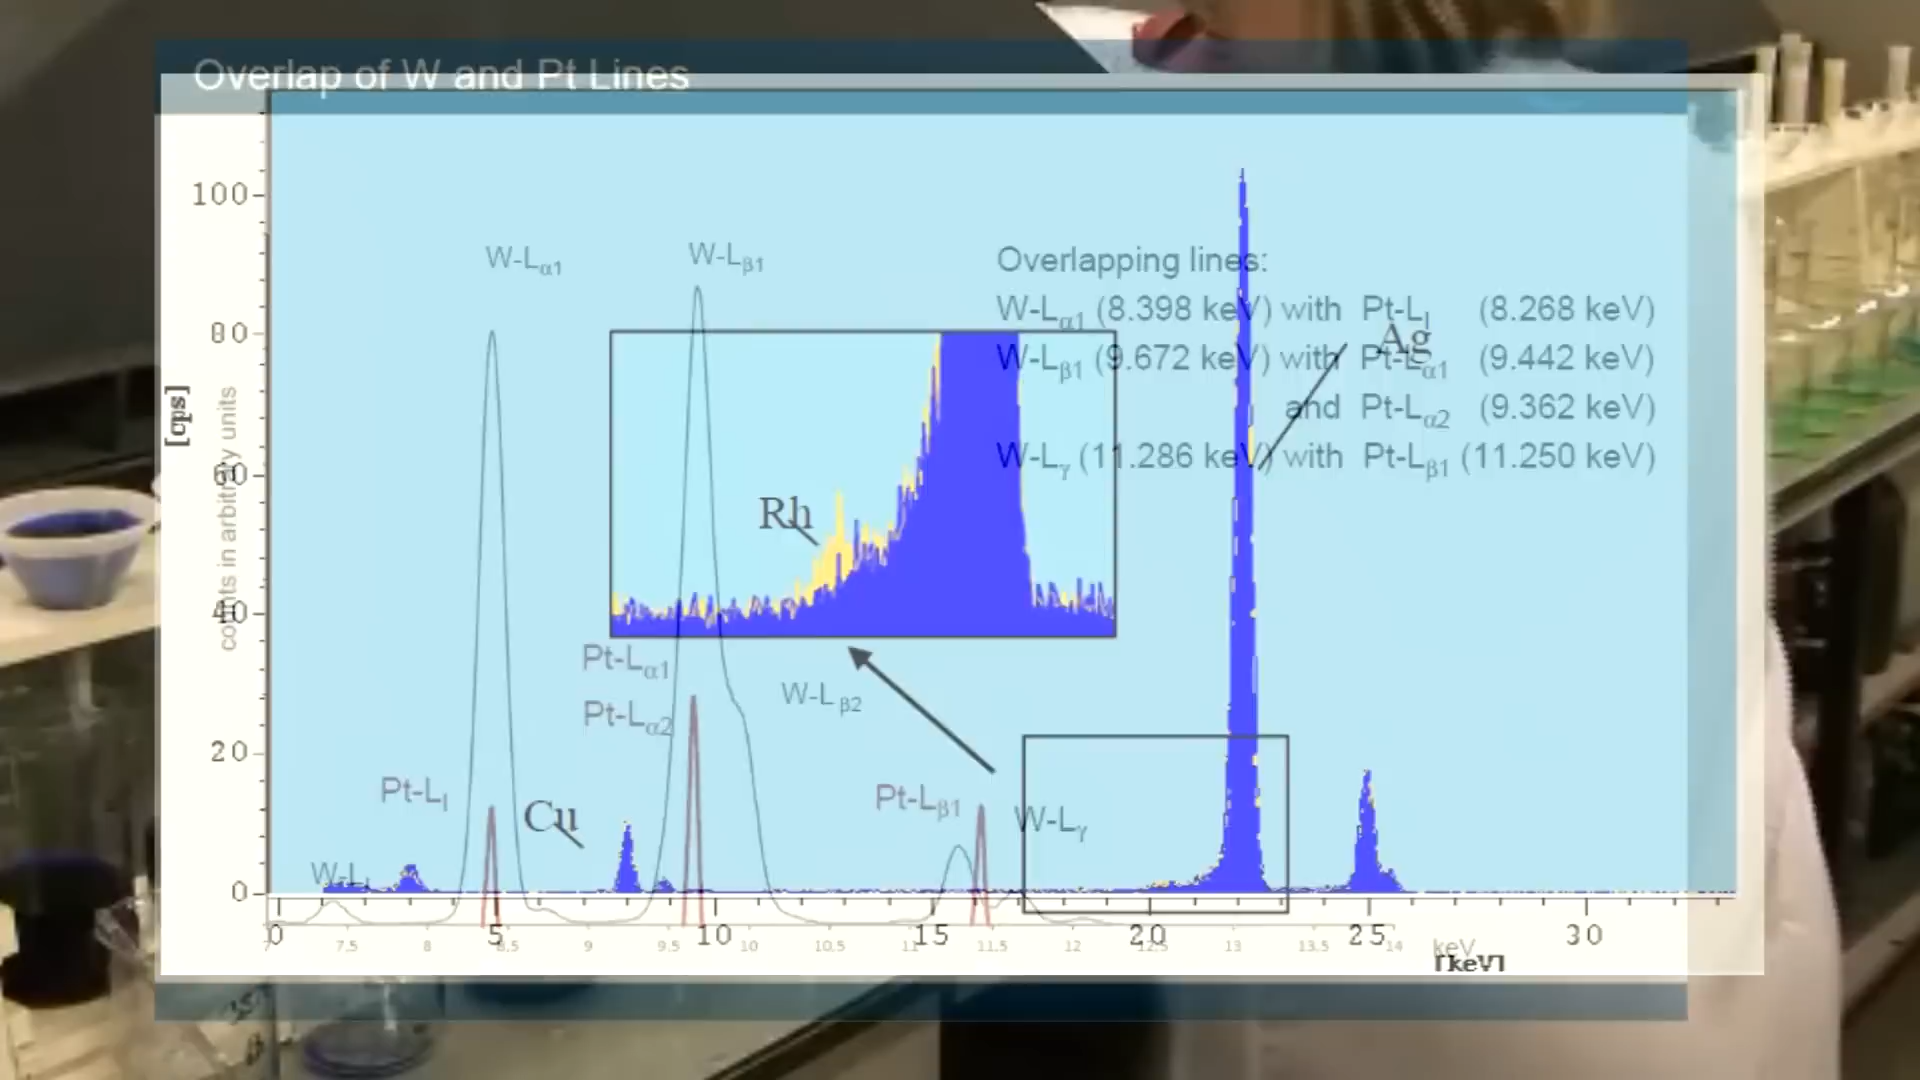 Overlap of W and Pt Lines
100
80
60
40
20
0
[cps]
counts in arbitrary units
W-Lα1
W-Lβ1
Overlapping lines:
W-Lα1 (8.398 keV) with Pt-Ll (8.268 keV)
W-Lβ1 (9.672 keV) with Pt-Lα1 (9.442 keV)
and Pt-Lα2 (9.362 keV)
W-Lγ (11.286 keV) with Pt-Lβ1 (11.250 keV)
Ag
Rh
Pt-Lα1
Pt-Lα2
W-Lβ2
Pt-Ll
Cu
Pt-Lβ1
W-Lγ
W-Ll
0 5 10 15 20 25 30
7 7.5 8 8.5 9 9.5 10 10.5 11 11.5 12 12.5 13 13.5 14 keV
[keV]